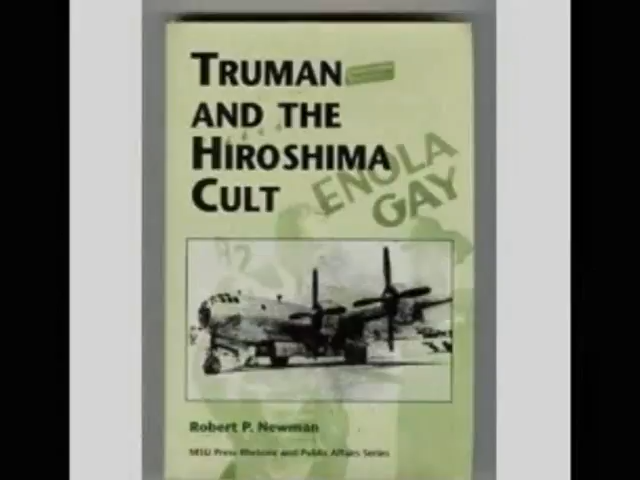 TRUMAN
AND THE
HIROSHIMA
CULT
ENOLA
GAY
Robert P. Newman
MSU Press Rhetoric and Public Affairs Series